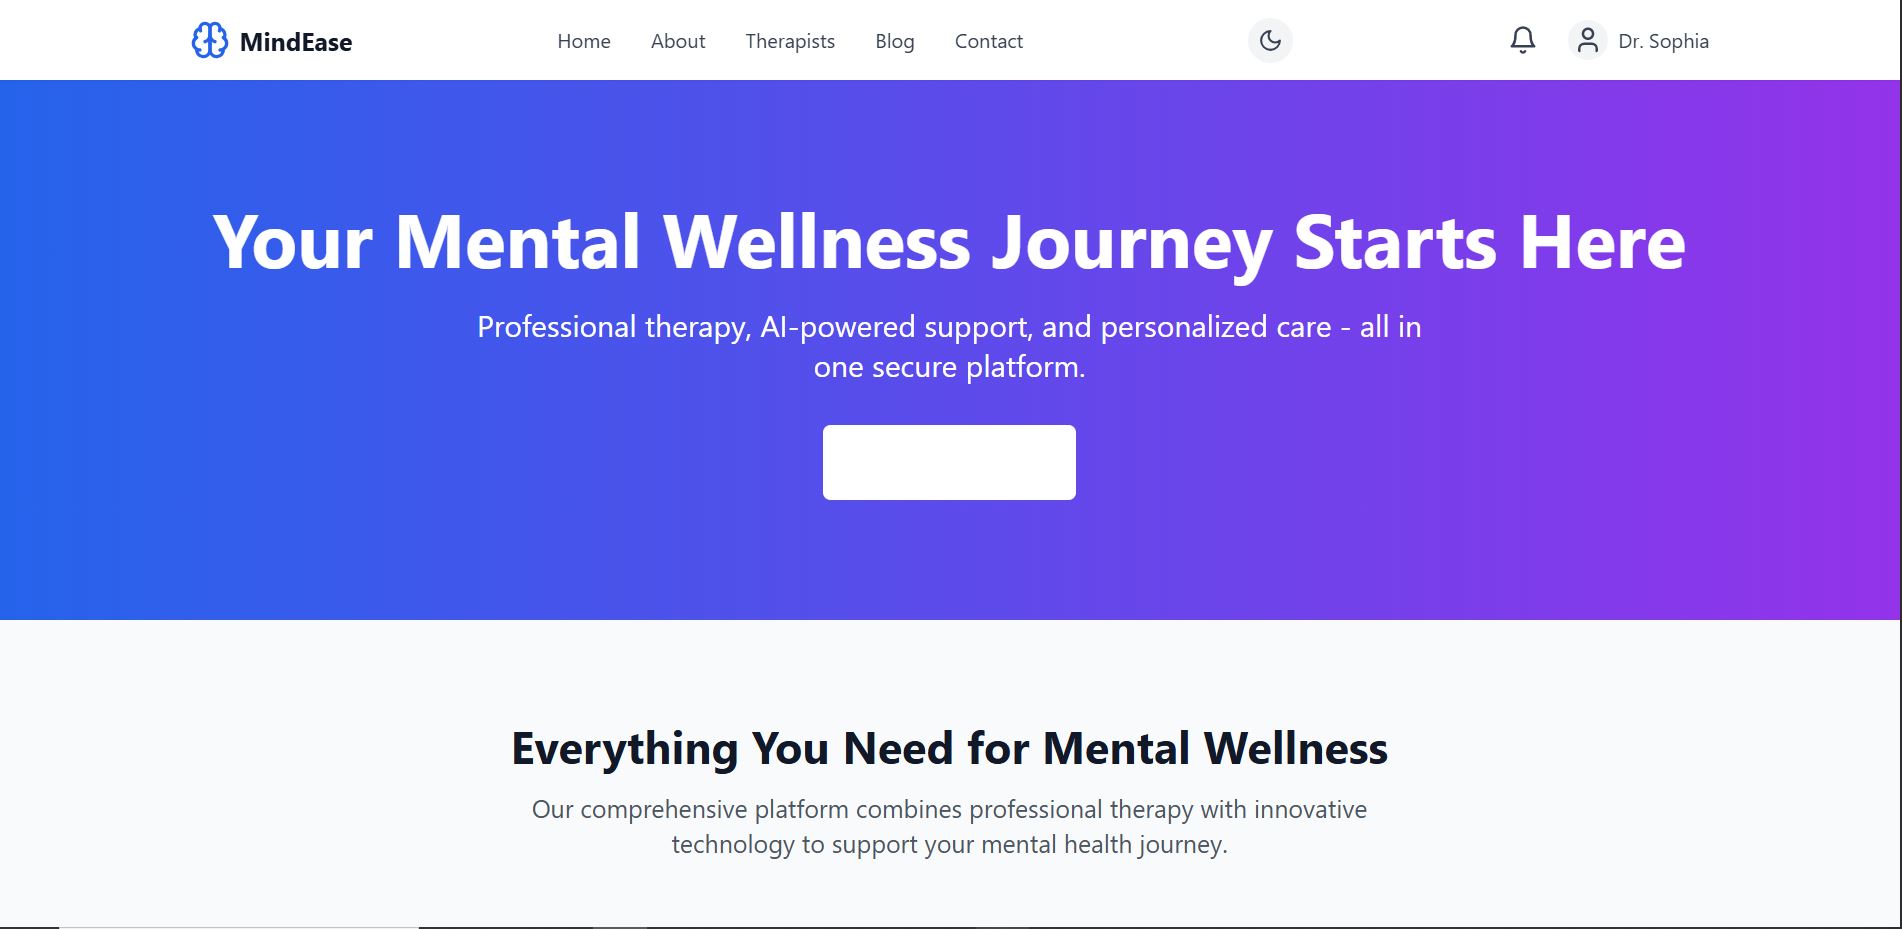 MindEase
Home
About
Therapists
Blog
Contact
Dr. Sophia
Your Mental Wellness Journey Starts Here
Professional therapy, AI-powered support, and personalized care - all in
one secure platform.
Everything You Need for Mental Wellness
Our comprehensive platform combines professional therapy with innovative
technology to support your mental health journey.